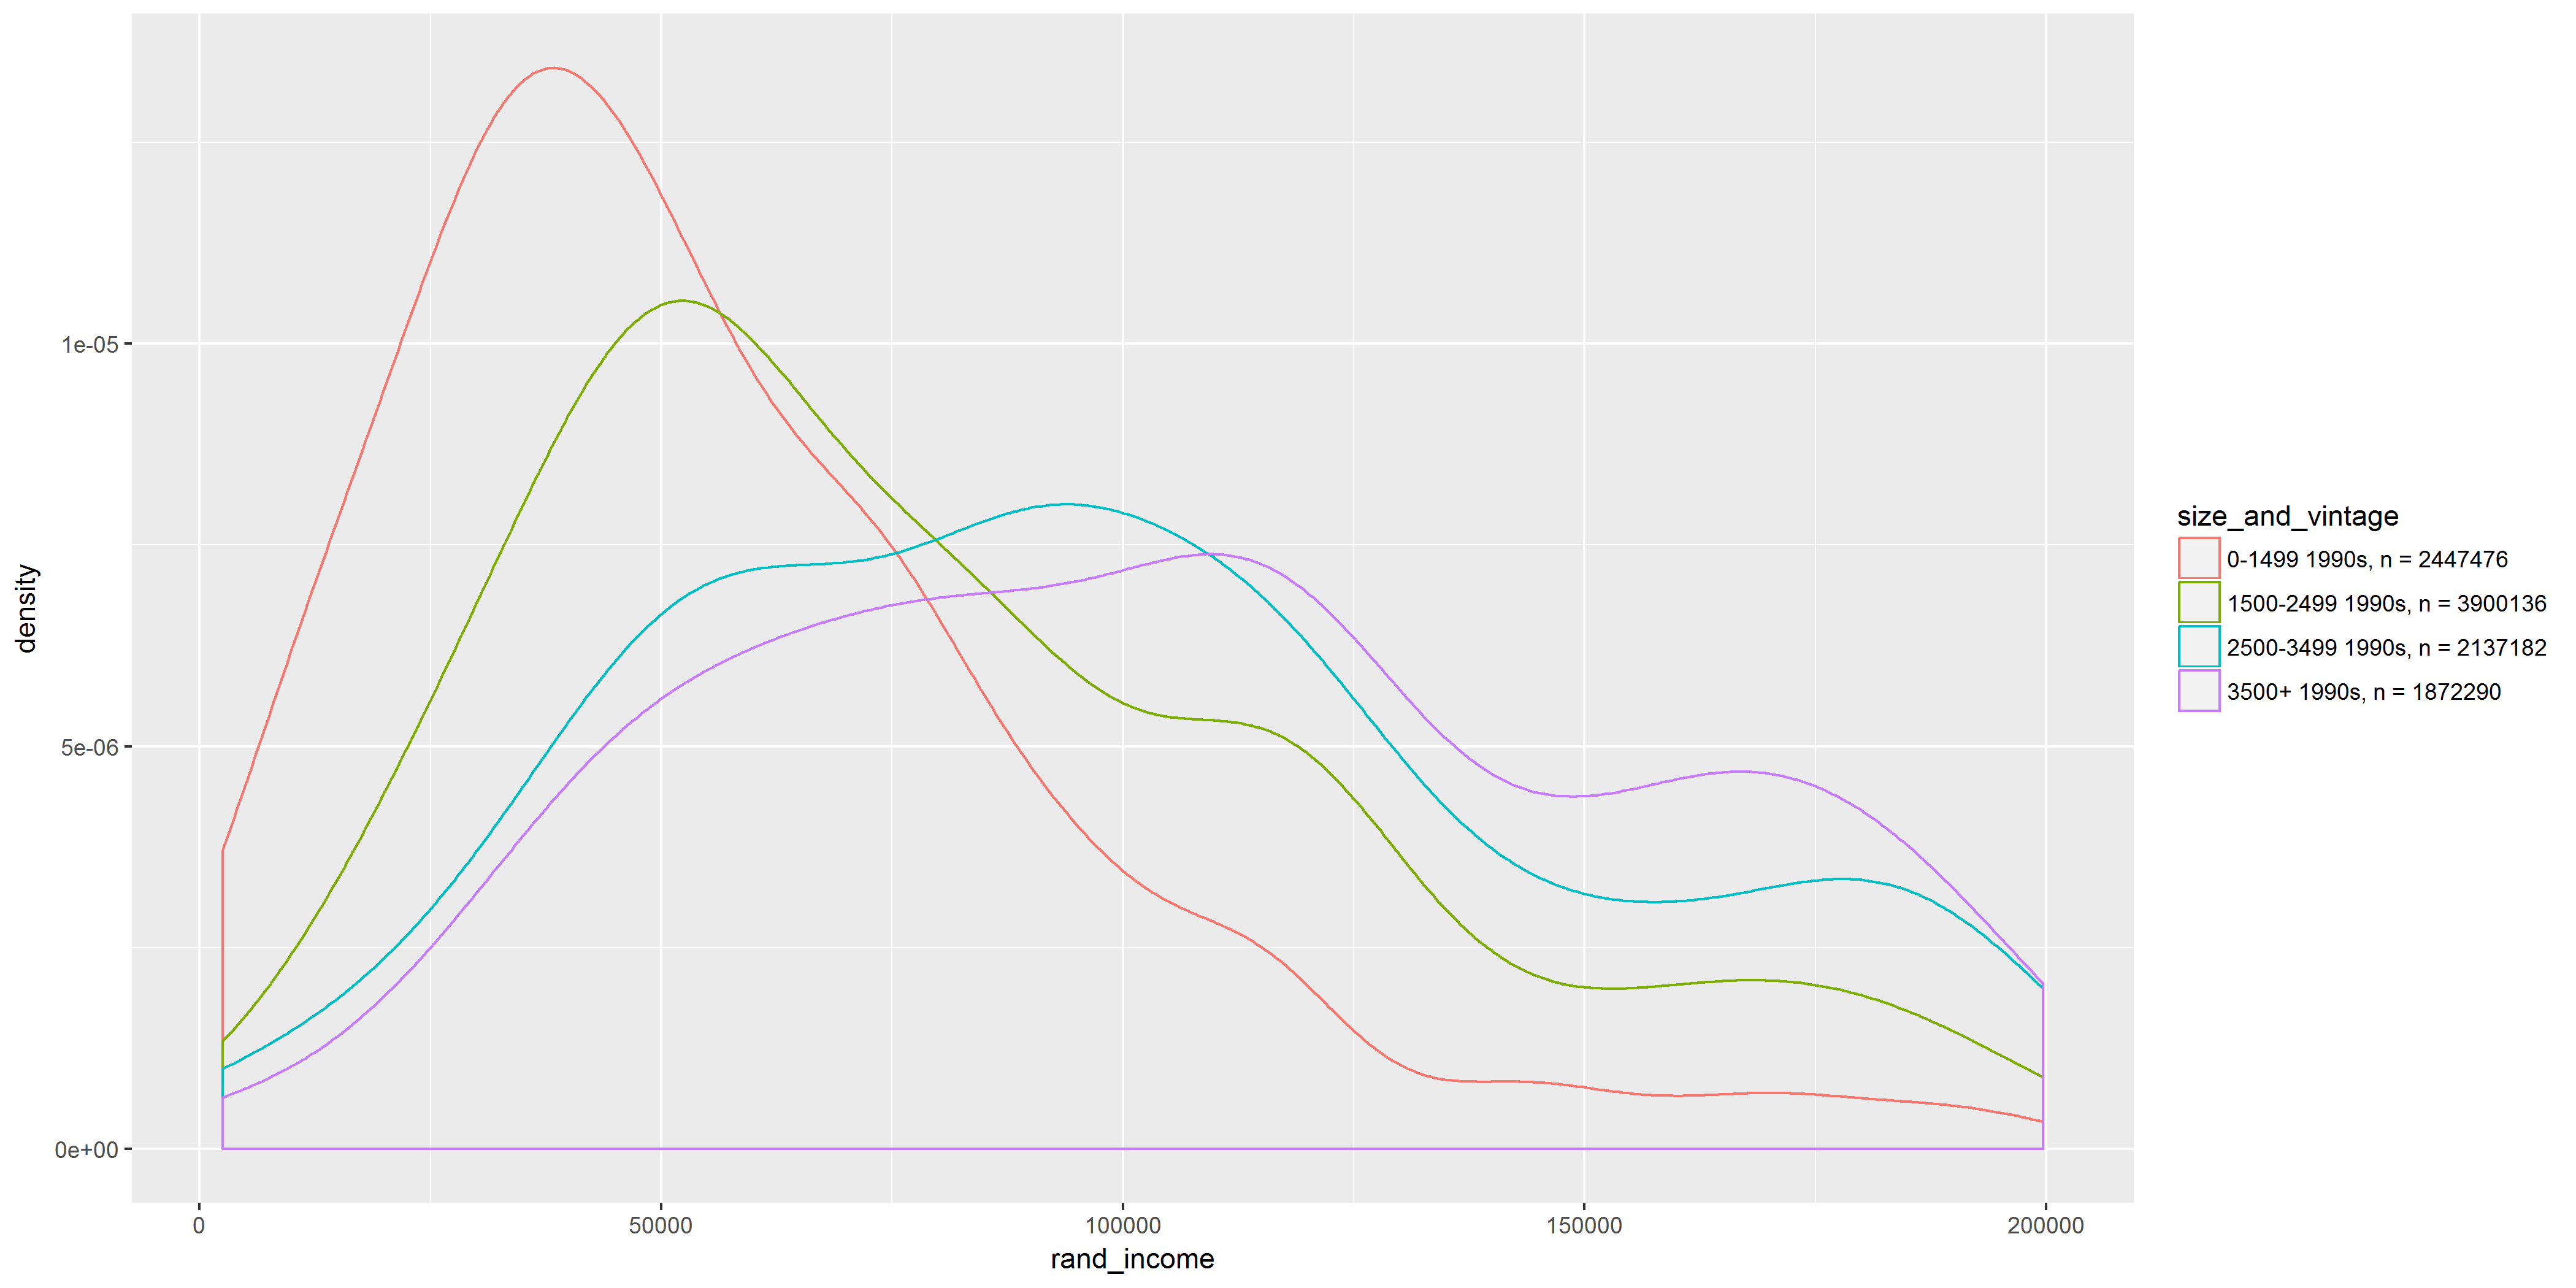 density
1e-05
5e-06
0e+00
0
50000
100000
150000
200000
rand_income
size_and_vintage
0-1499 1990s, n = 2447476
1500-2499 1990s, n = 3900136
2500-3499 1990s, n = 2137182
3500+ 1990s, n = 1872290